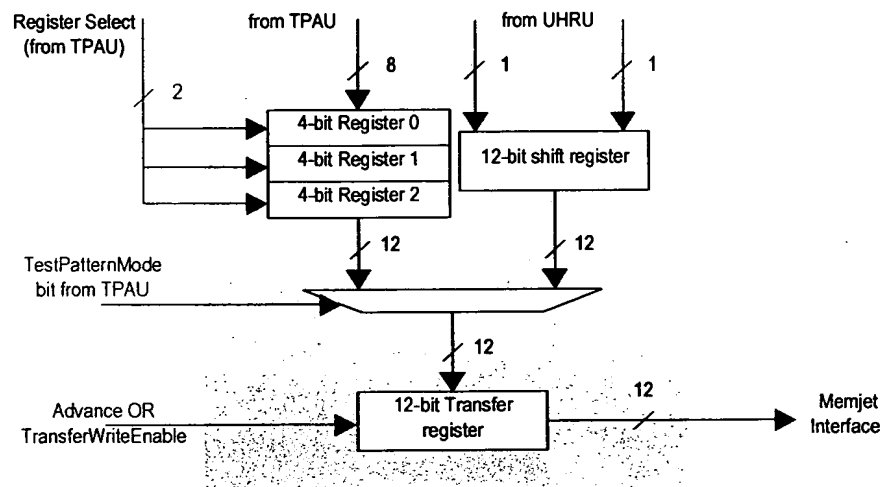 Register Select
(from TPAU)
from TPAU
from UHRU
2
8
1
1
4-bit Register 0
4-bit Register 1
4-bit Register 2
12-bit shift register
12
12
TestPatternMode
bit from TPAU
12
Advance OR
TransferWriteEnable
12-bit Transfer
register
12
Memjet
Interface